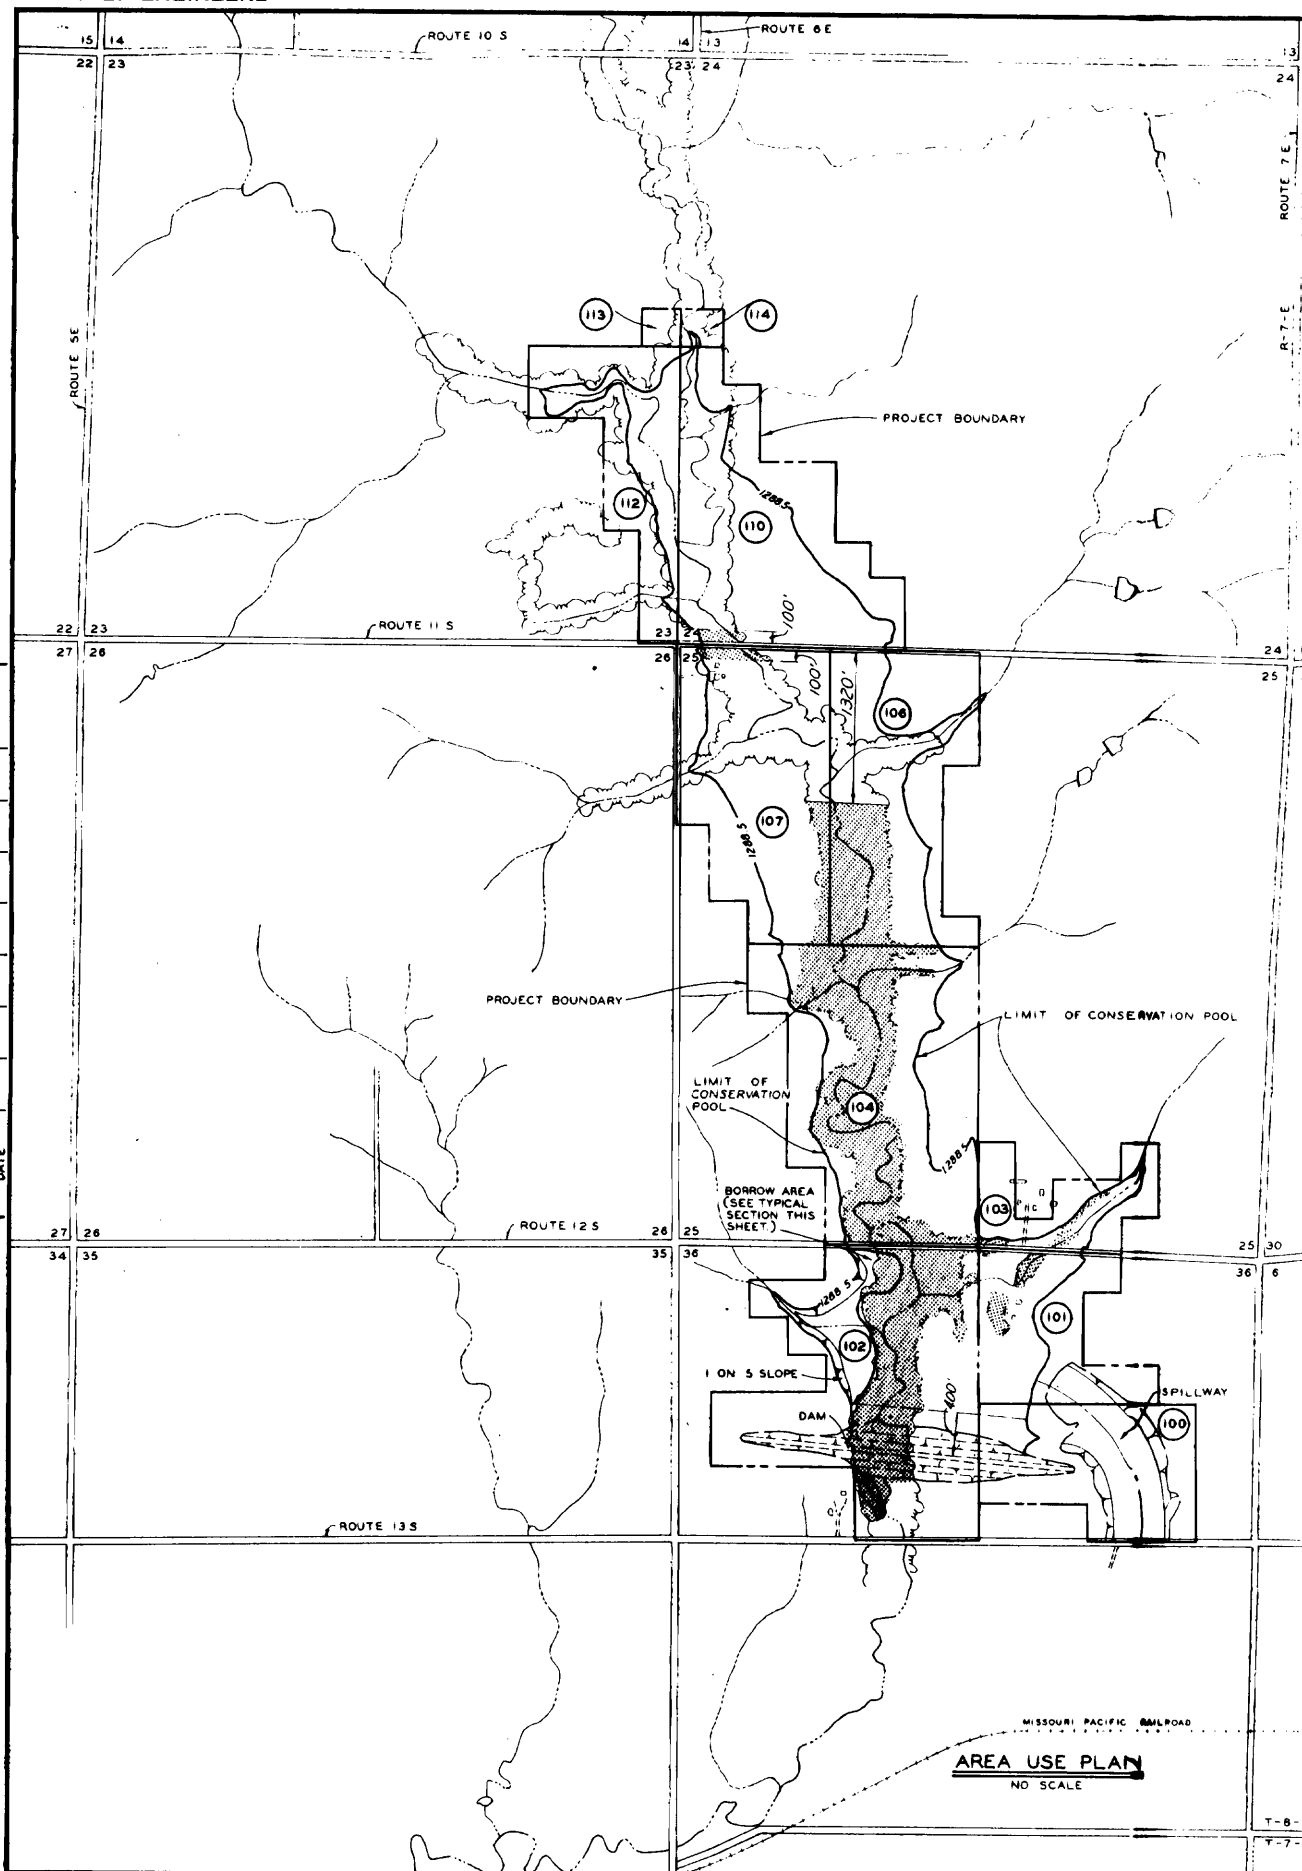 15 14
ROUTE 10 S
14 13
ROUTE 6E
13
22 23
23 24
24
ROUTE 7 E
R-7-E
ROUTE 5E
113
114
PROJECT BOUNDARY
1288 5
112
110
100'
22 23
ROUTE 11 S
23 24
24
27 26
26 25
25
100'
1320'
106
107
1288 5
PROJECT BOUNDARY
LIMIT OF CONSERVATION POOL
LIMIT OF
CONSERVATION
POOL
104
1288 5
DATE
BORROW AREA
(SEE TYPICAL
SECTION THIS
SHEET.)
103
27 26
ROUTE 12 S
26 25
25 30
34 35
35 36
36 6
1288 5
101
102
1 ON 5 SLOPE
400'
SPILLWAY
DAM
100
ROUTE 13 S
MISSOURI PACIFIC RAILROAD
AREA USE PLAN
NO SCALE
T-8-
T-7-